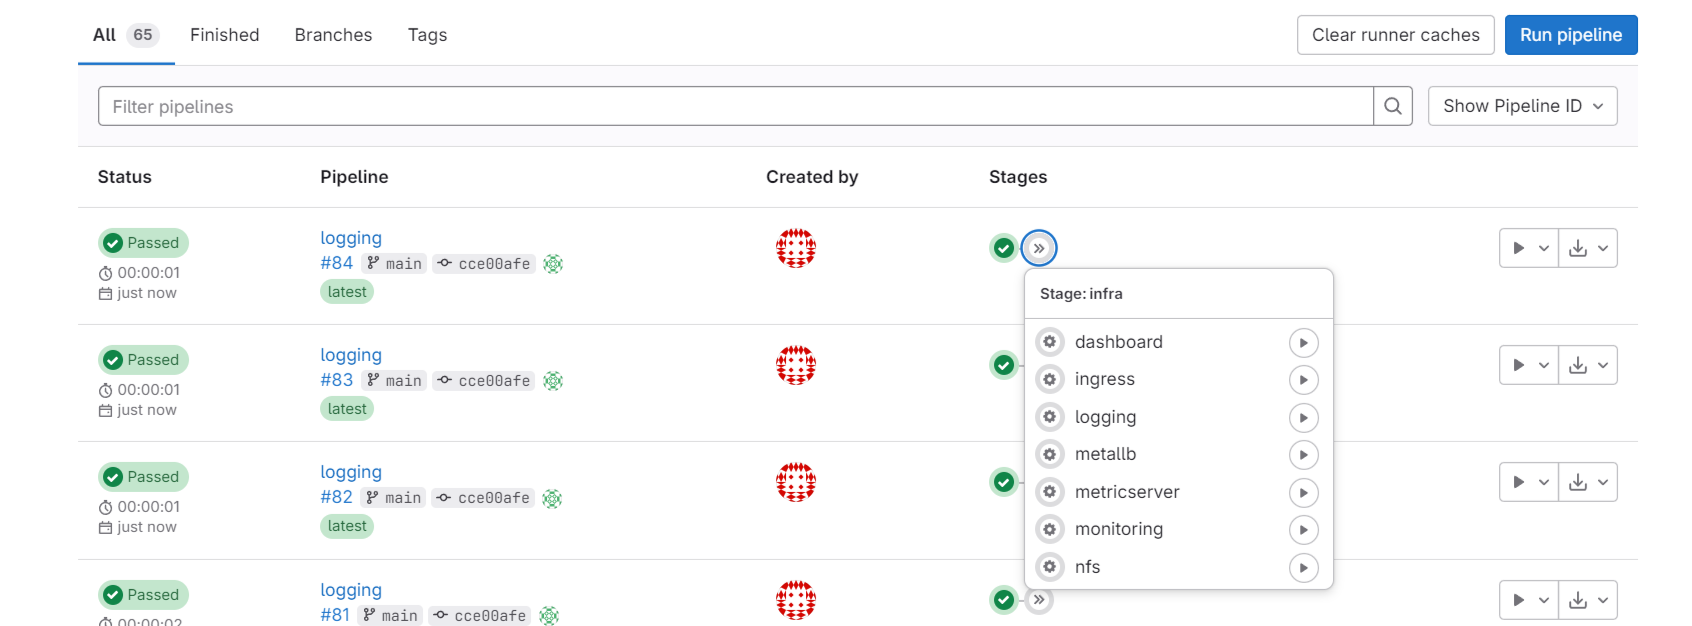 All 65 Finished Branches Tags Clear runner caches Run pipeline
Filter pipelines Show Pipeline ID
Status Pipeline Created by Stages
Passed logging
#84 main cce00afe
00:00:01
just now latest
Stage: infra
dashboard
ingress
logging
metallb
metricserver
monitoring
nfs
Passed logging
#83 main cce00afe
00:00:01
just now latest
Passed logging
#82 main cce00afe
00:00:01
just now latest
Passed logging
#81 main cce00afe
00:00:02